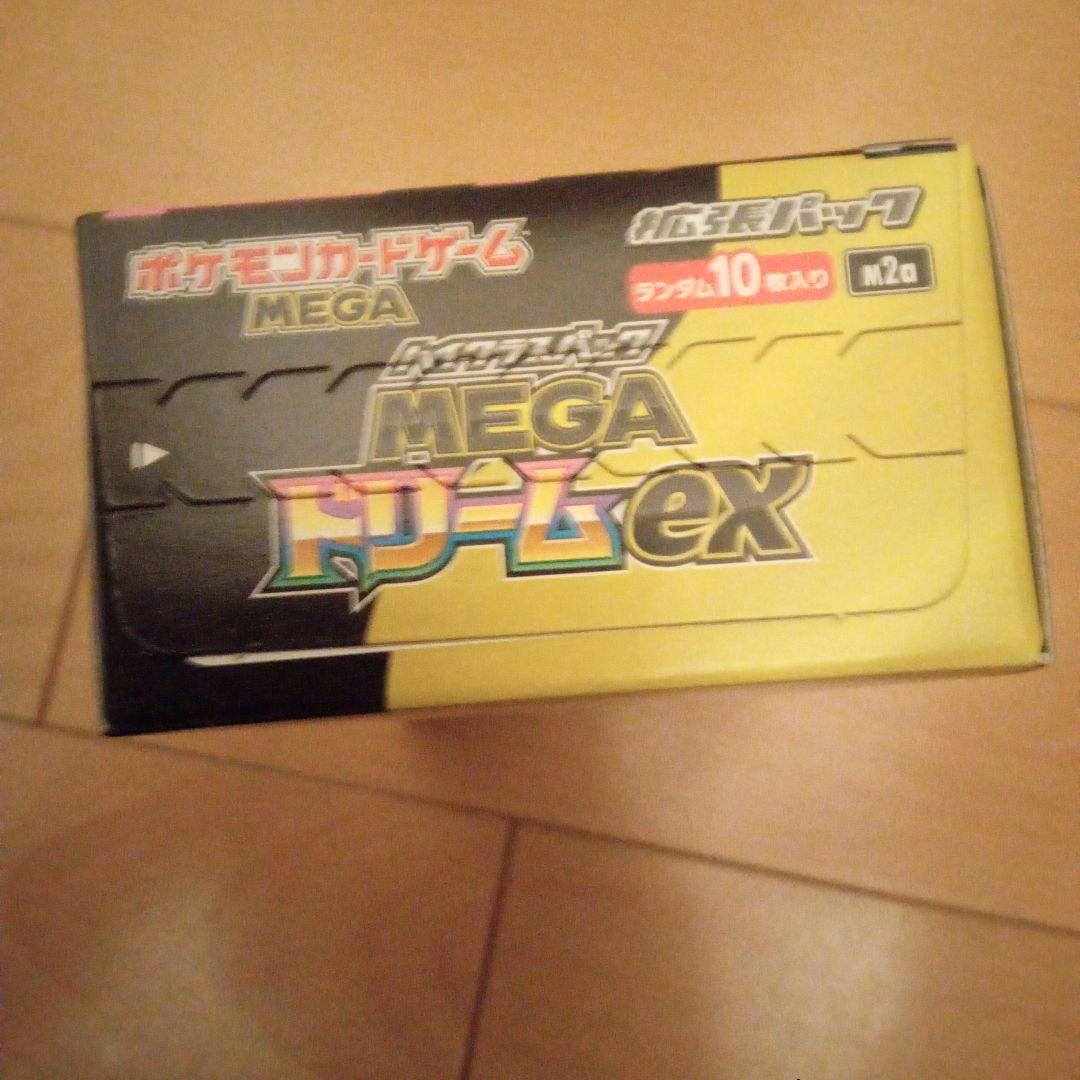 ポケモンカードゲーム
MEGA
拡張パック
ランダム10枚入り
M2a
ハイクラスパック
MEGA
ドリームex